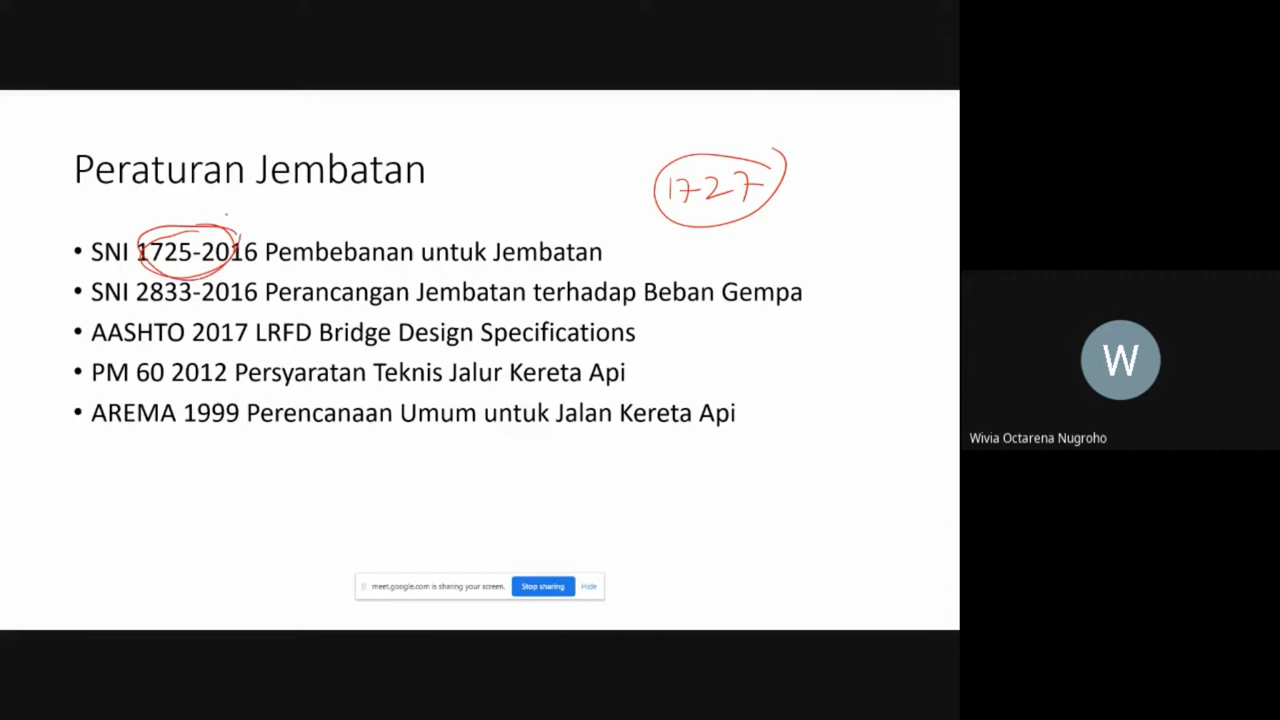 Peraturan Jembatan
1727
• SNI 1725-2016 Pembebanan untuk Jembatan
• SNI 2833-2016 Perancangan Jembatan terhadap Beban Gempa
• AASHTO 2017 LRFD Bridge Design Specifications
• PM 60 2012 Persyaratan Teknis Jalur Kereta Api
• AREMA 1999 Perencanaan Umum untuk Jalan Kereta Api
W
Wivia Octarena Nugroho
meet.google.com is sharing your screen. Stop sharing Hide